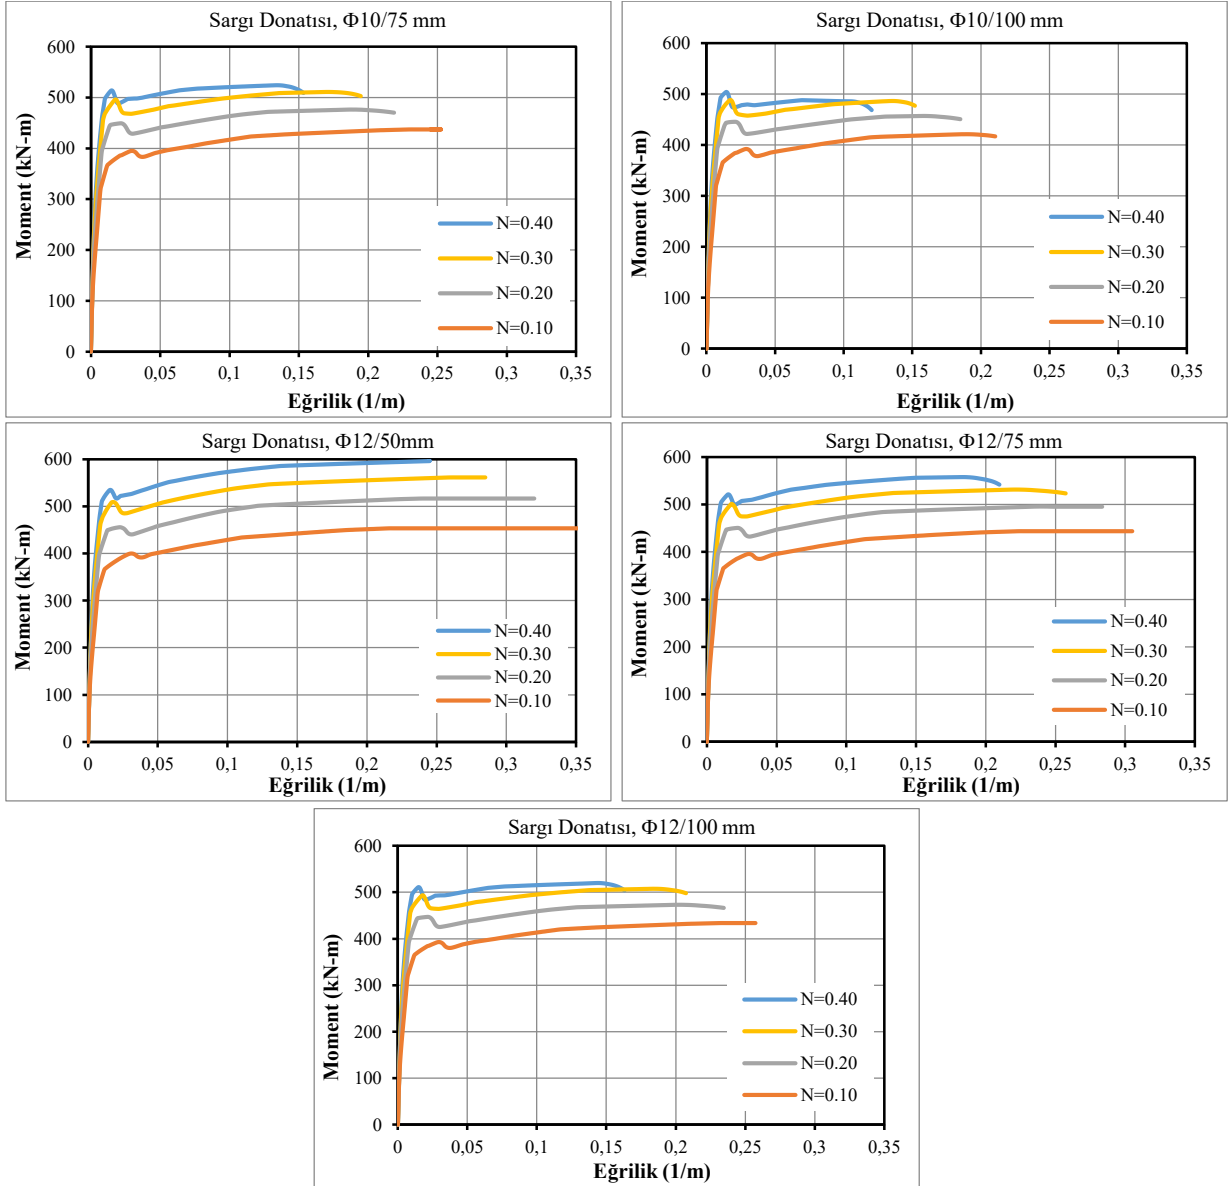 Sargı Donatısı, Φ10/75 mm
600
500
400
300
200
100
0
Moment (kN-m)
N=0.40
N=0.30
N=0.20
N=0.10
0 0,05 0,1 0,15 0,2 0,25 0,3 0,35
Eğrilik (1/m)
Sargı Donatısı, Φ10/100 mm
600
500
400
300
200
100
0
Moment (kN-m)
N=0.40
N=0.30
N=0.20
N=0.10
0 0,05 0,1 0,15 0,2 0,25 0,3 0,35
Eğrilik (1/m)
Sargı Donatısı, Φ12/50mm
600
500
400
300
200
100
0
Moment (kN-m)
N=0.40
N=0.30
N=0.20
N=0.10
0 0,05 0,1 0,15 0,2 0,25 0,3 0,35
Eğrilik (1/m)
Sargı Donatısı, Φ12/75 mm
600
500
400
300
200
100
0
Moment (kN-m)
N=0.40
N=0.30
N=0.20
N=0.10
0 0,05 0,1 0,15 0,2 0,25 0,3 0,35
Eğrilik (1/m)
Sargı Donatısı, Φ12/100 mm
600
500
400
300
200
100
0
Moment (kN-m)
N=0.40
N=0.30
N=0.20
N=0.10
0 0,05 0,1 0,15 0,2 0,25 0,3 0,35
Eğrilik (1/m)